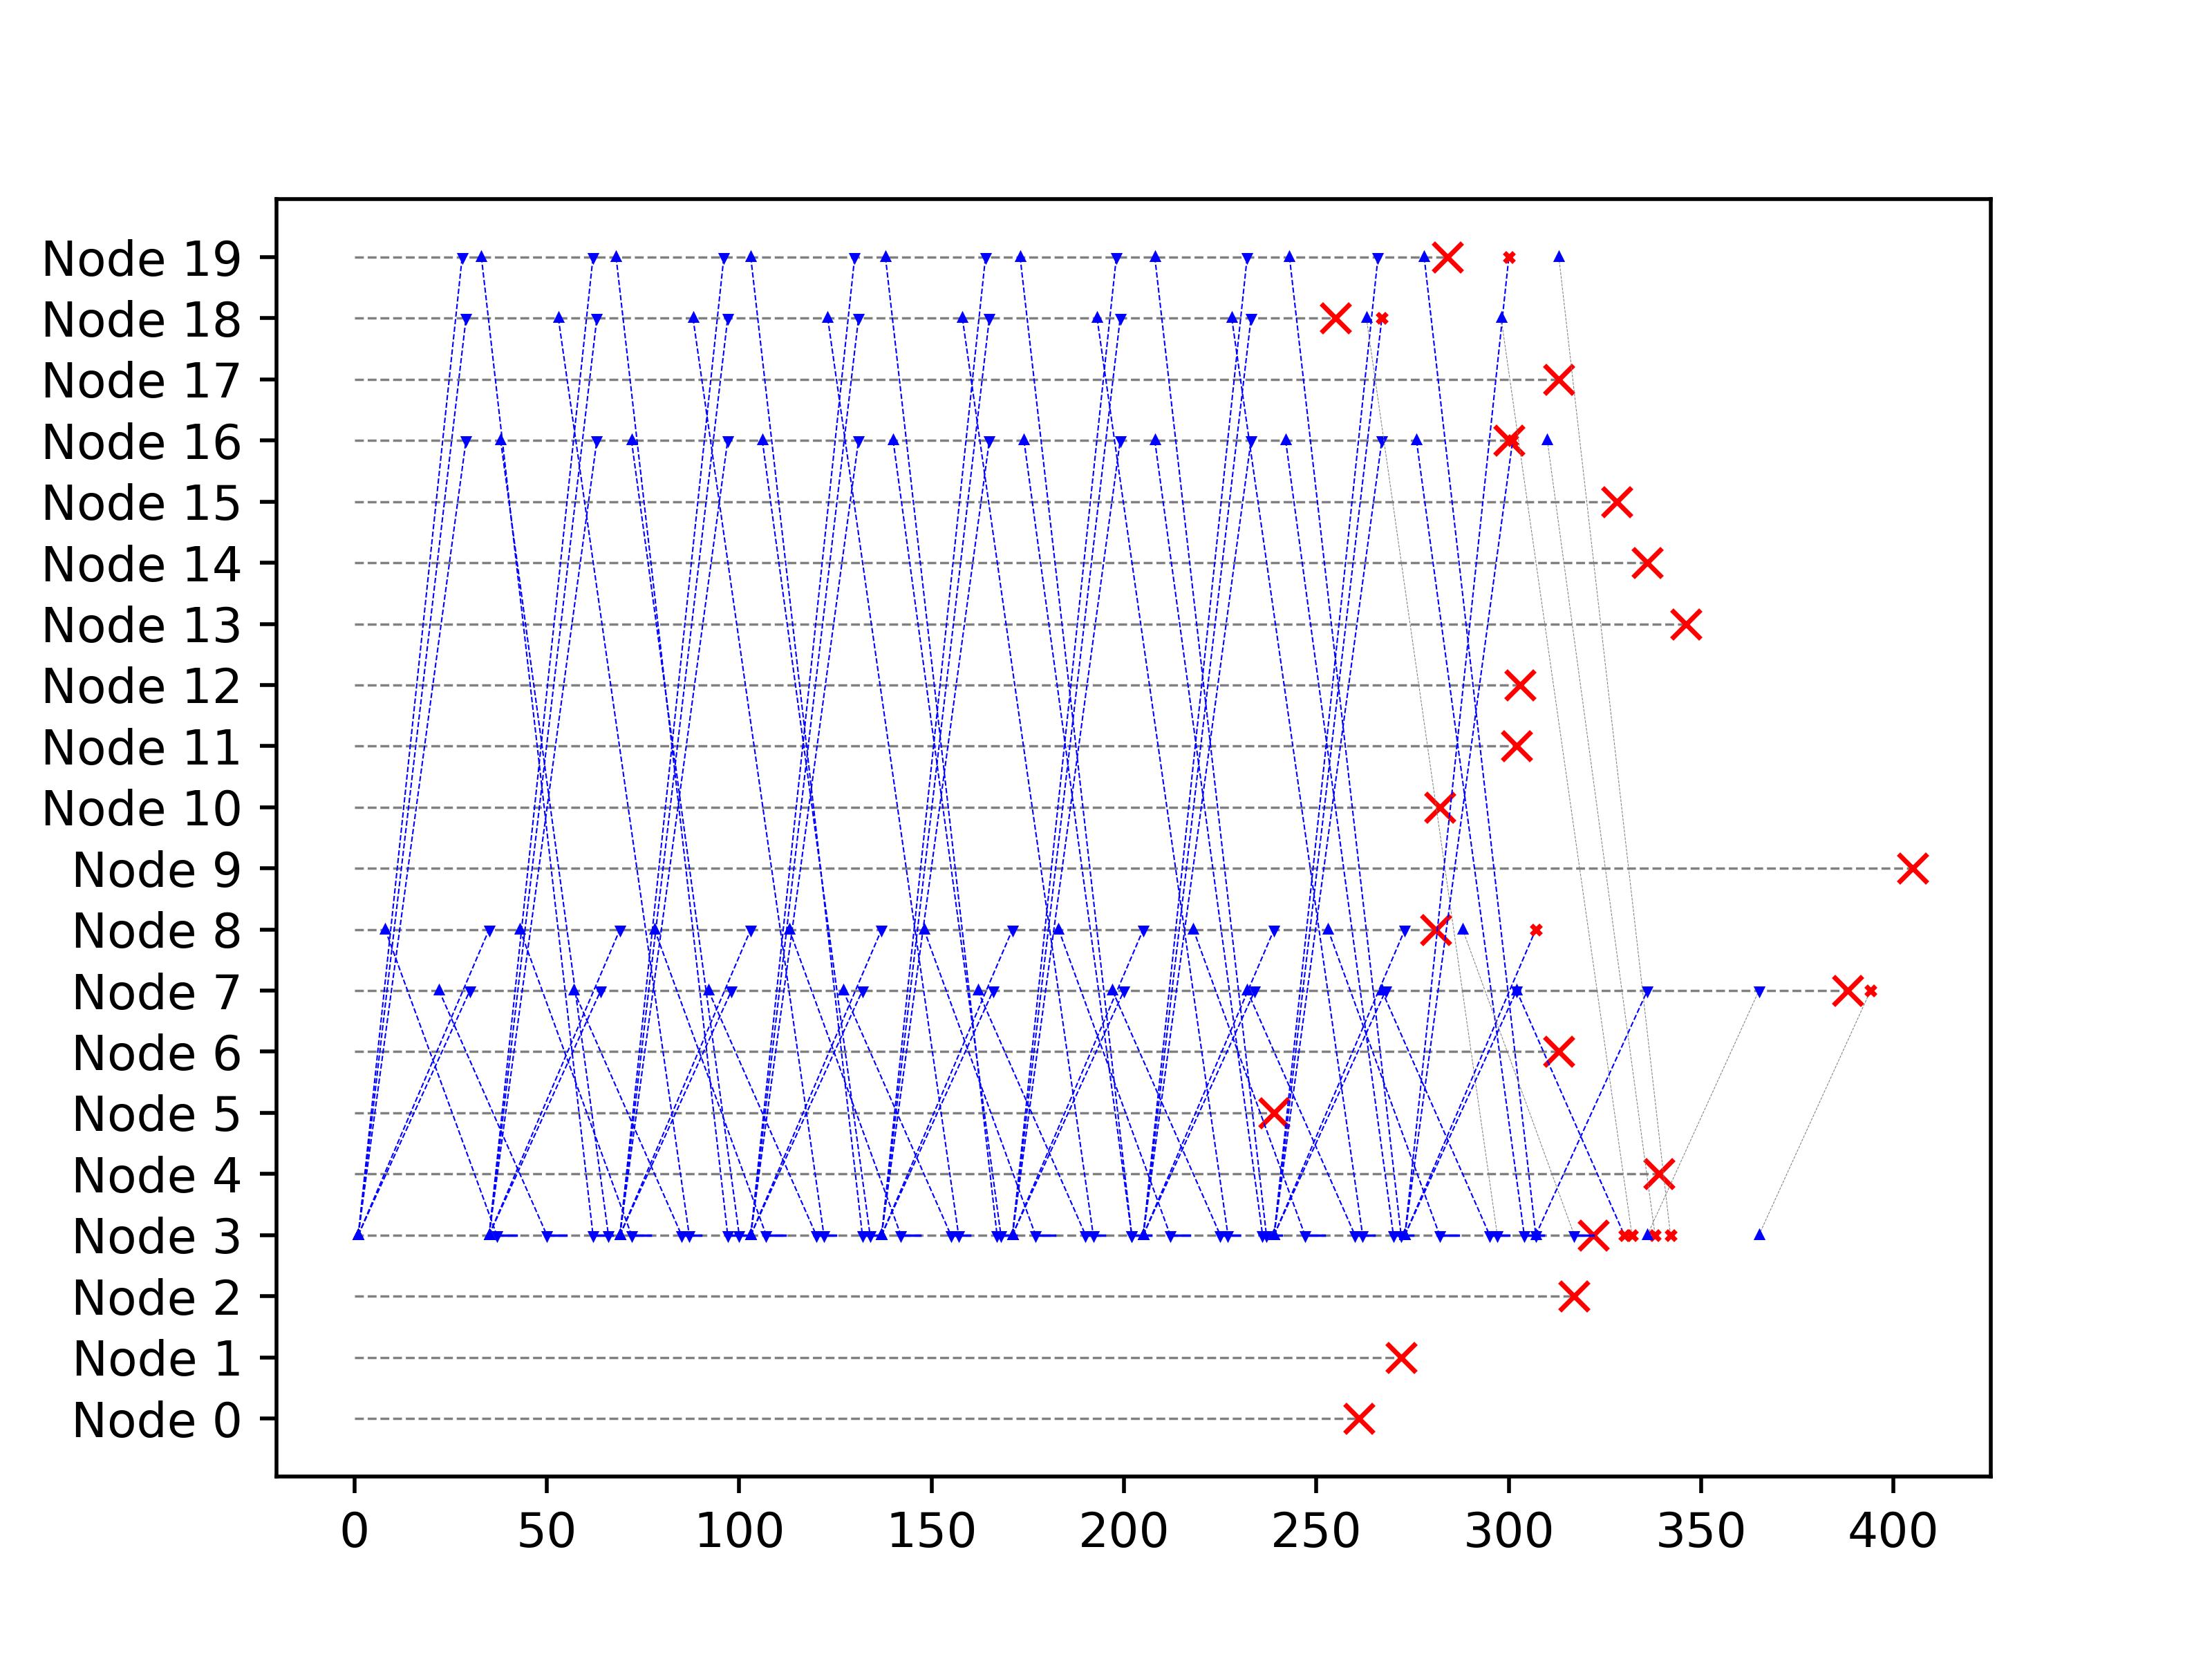 Node 19
Node 18
Node 17
Node 16
Node 15
Node 14
Node 13
Node 12
Node 11
Node 10
Node 9
Node 8
Node 7
Node 6
Node 5
Node 4
Node 3
Node 2
Node 1
Node 0
0 50 100 150 200 250 300 350 400